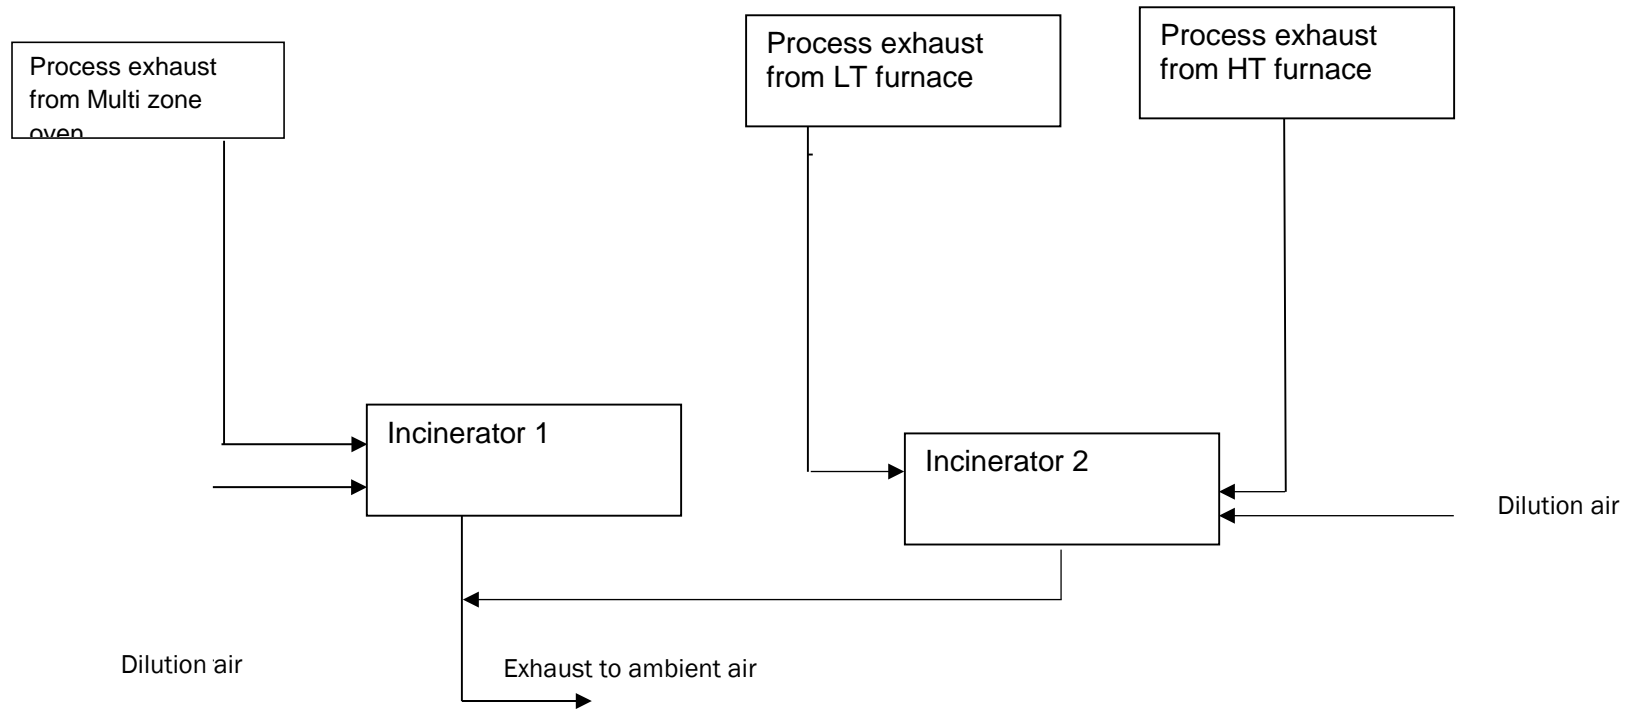 Process exhaust
from Multi zone
oven
Process exhaust
from LT furnace
Process exhaust
from HT furnace
Incinerator 1
Incinerator 2
Dilution air
Dilution air
Exhaust to ambient air